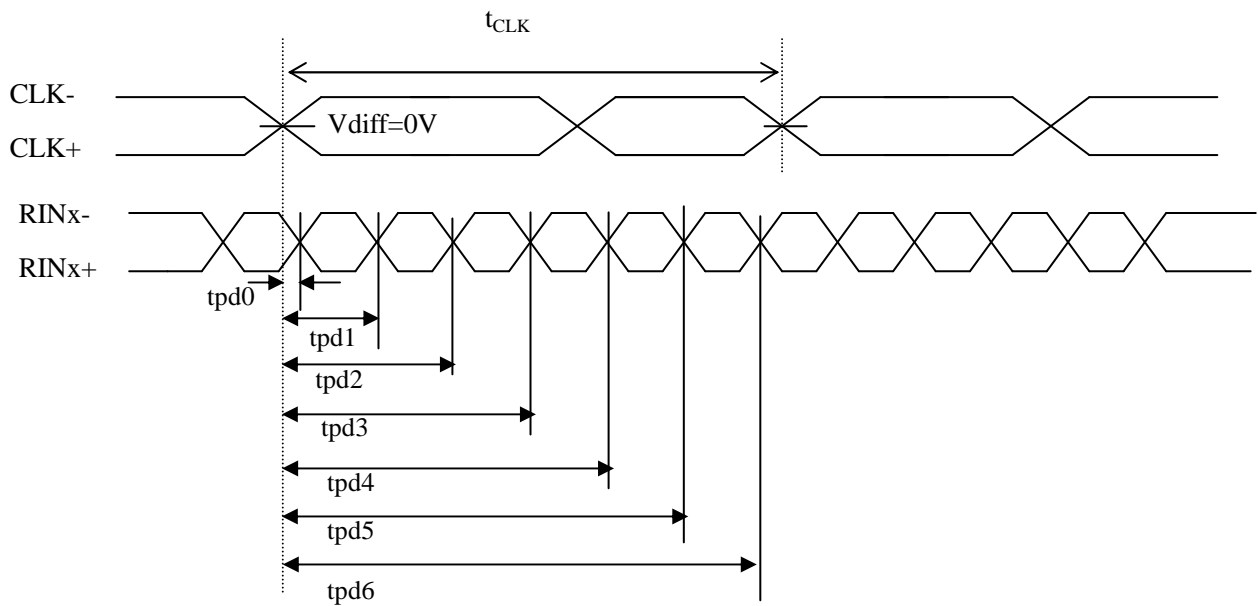 tCLK
CLK-
Vdiff=0V
CLK+
RINx-
RINx+
tpd0
tpd1
tpd2
tpd3
tpd4
tpd5
tpd6